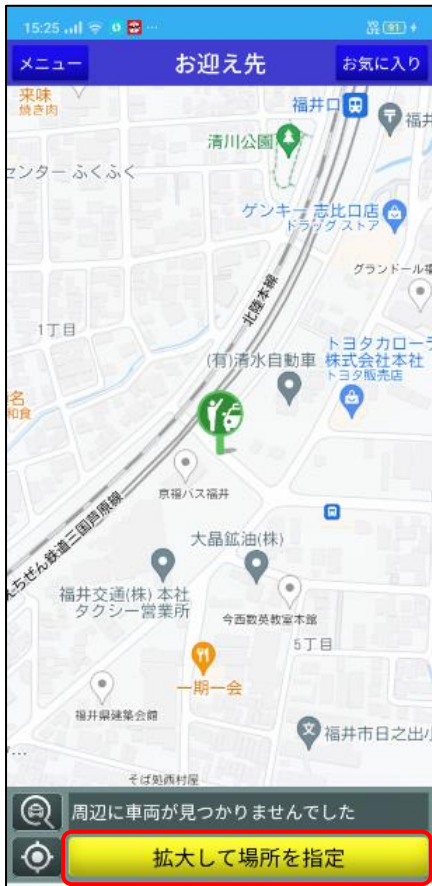 15:25
91
メニュー
お迎え先
お気に入り
来味
焼き肉
福井口
福井
清川公園
センター ふくふく
ゲンキー 志比口店
ドラッグストア
グランドール福
北陸本線
1丁目
トヨタカローラ
(有)清水自動車
株式会社本社
トヨタ販売店
名
和食
京福バス福井
えちぜん鉄道三国芦原線
大晶鉱油(株)
福井交通(株) 本社
タクシー営業所
今西数英教室本館
5丁目
一期一会
福井県建築会館
福井市日之出小
そば処西村屋
周辺に車両が見つかりませんでした
拡大して場所を指定